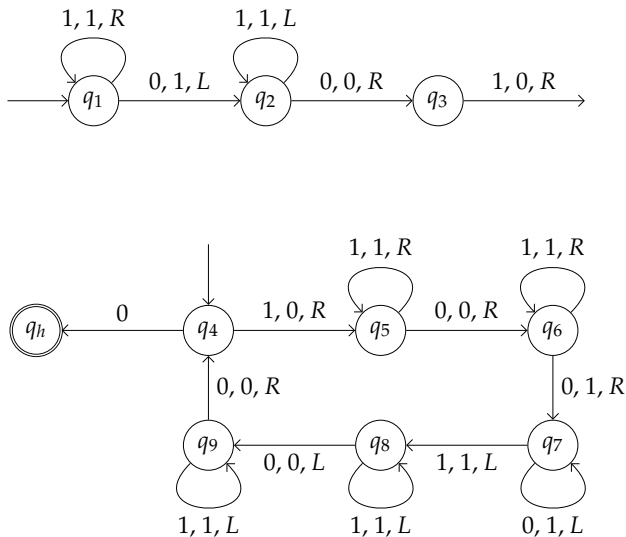 1, 1, R 1, 1, L
q1 0, 1, L q2 0, 0, R q3 1, 0, R
1, 1, R 1, 1, R
qh 0 q4 1, 0, R q5 0, 0, R q6
0, 0, R 0, 1, R
q9 0, 0, L q8 1, 1, L q7
1, 1, L 1, 1, L 0, 1, L